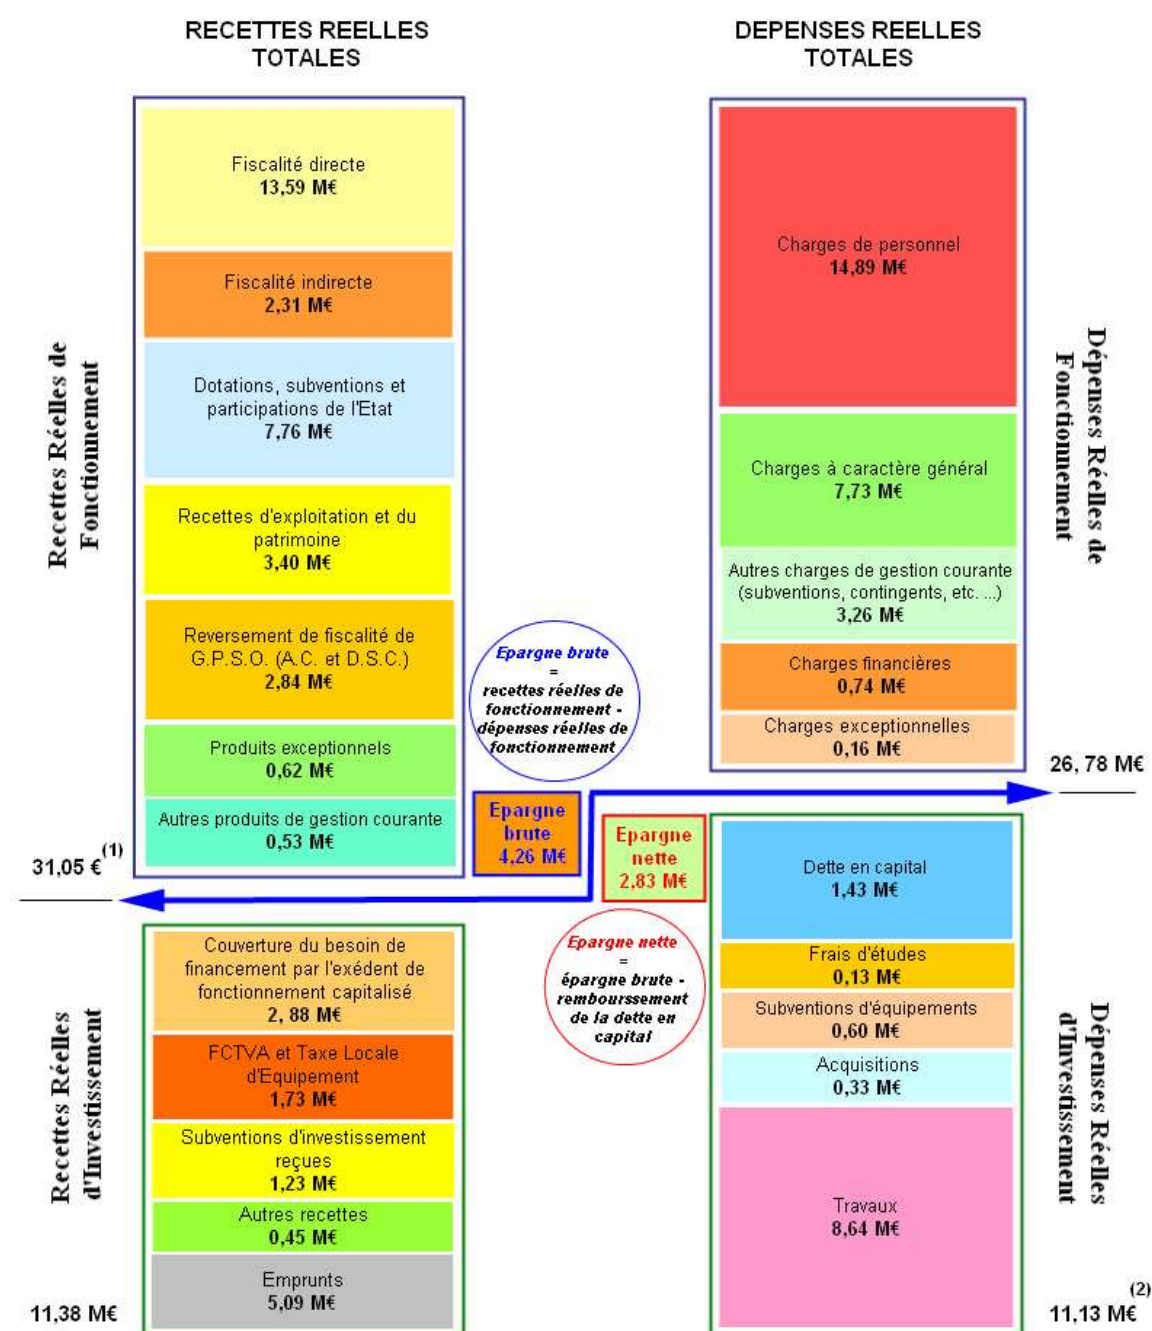 RECETTES REELLES
TOTALES
DEPENSES REELLES
TOTALES
Recettes Réelles de
Fonctionnement
Fiscalité directe
13,59 M€
Fiscalité indirecte
2,31 M€
Dotations, subventions et
participations de l'Etat
7,76 M€
Recettes d'exploitation et du
patrimoine
3,40 M€
Reversement de fiscalité de
G.P.S.O. (A.C. et D.S.C.)
2,84 M€
Produits exceptionnels
0,62 M€
Autres produits de gestion courante
0,53 M€
31,05 € (1)
Epargne brute
=
recettes réelles de
fonctionnement -
dépenses réelles de
fonctionnement
Epargne
brute
4,26 M€
Charges de personnel
14,89 M€
Charges à caractère général
7,73 M€
Autres charges de gestion courante
(subventions, contingents, etc. ...)
3,26 M€
Charges financières
0,74 M€
Charges exceptionnelles
0,16 M€
Dépenses Réelles de
Fonctionnement
26, 78 M€
Epargne
nette
2,83 M€
Epargne nette
=
épargne brute -
rembourssement
de la dette en
capital
Recettes Réelles
d'Investissement
Couverture du besoin de
financement par l'exédent de
fonctionnement capitalisé
2, 88 M€
FCTVA et Taxe Locale
d'Equipement
1,73 M€
Subventions d'investissement
reçues
1,23 M€
Autres recettes
0,45 M€
Emprunts
5,09 M€
11,38 M€
Dette en capital
1,43 M€
Frais d'études
0,13 M€
Subventions d'équipements
0,60 M€
Acquisitions
0,33 M€
Travaux
8,64 M€
Dépenses Réelles
d'Investissement
11,13 M€ (2)